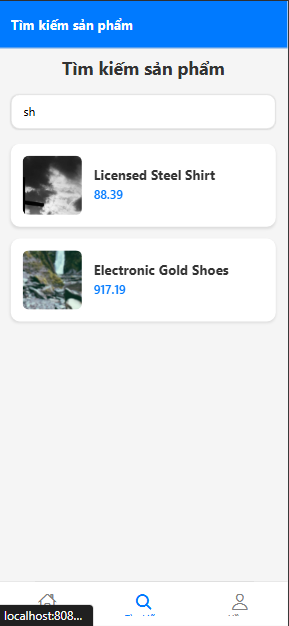 Tìm kiếm sản phẩm
Tìm kiếm sản phẩm
sh
Licensed Steel Shirt
88.39
Electronic Gold Shoes
917.19
localhost:808...